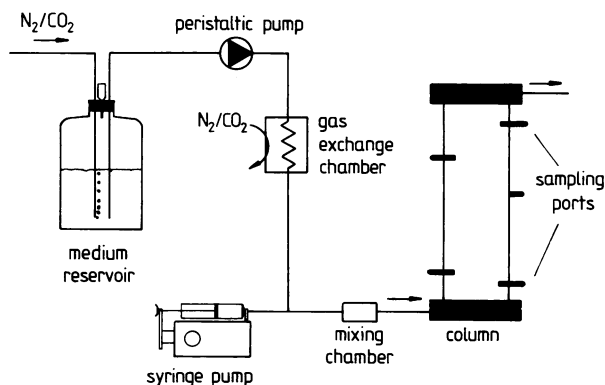 N₂/CO₂
peristaltic pump
N₂/CO₂
gas
exchange
chamber
sampling
ports
medium
reservoir
mixing
chamber
column
syringe pump